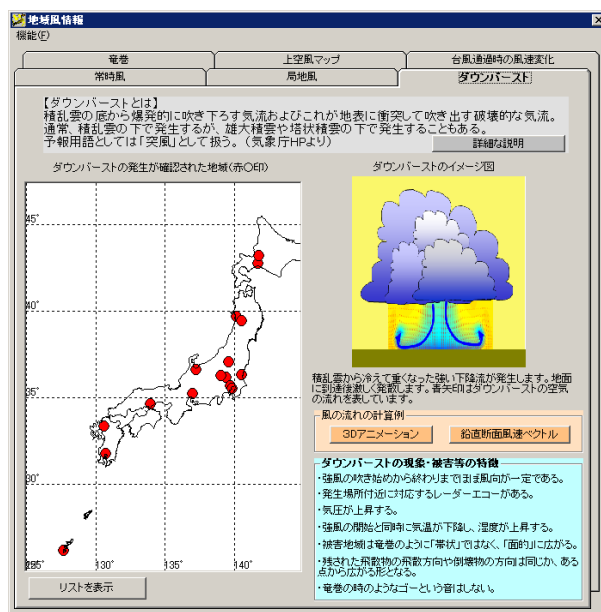 地域風情報
機能(F)
竜巻
上空風マップ
台風通過時の風速変化
常時風
局地風
ダウンバースト
【ダウンバーストとは】
積乱雲の底から爆発的に吹き下ろす気流およびこれが地表に衝突して吹き出す破壊的な気流。
通常、積乱雲の下で発生するが、雄大積雲や塔状積雲の下で発生することもある。
予報用語としては「突風」として扱う。（気象庁HPより）
詳細な説明
ダウンバーストの発生が確認された地域(赤○印)
ダウンバーストのイメージ図
45°
40°
35°
30°
125°
130°
135°
140°
積乱雲から冷えて重くなった強い下降流が発生します。地面
に到達後激しく発散します。青矢印はダウンバーストの空気
の流れを表しています。
風の流れの計算例
3Dアニメーション
鉛直断面風速ベクトル
ダウンバーストの現象・被害等の特徴
・強風の吹き始めから終わりまでほぼ風向が一定である。
・発生場所付近に対応するレーダーエコーがある。
・気圧が上昇する。
・強風の開始と同時に気温が下降し、湿度が上昇する。
・被害地域は竜巻のように「帯状」ではなく、「面的」に広がる。
・残された飛散物の飛散方向や倒壊物の方向は同じか、ある
点から広がる形となる。
・竜巻の時のようなゴーという音はしない。
リストを表示